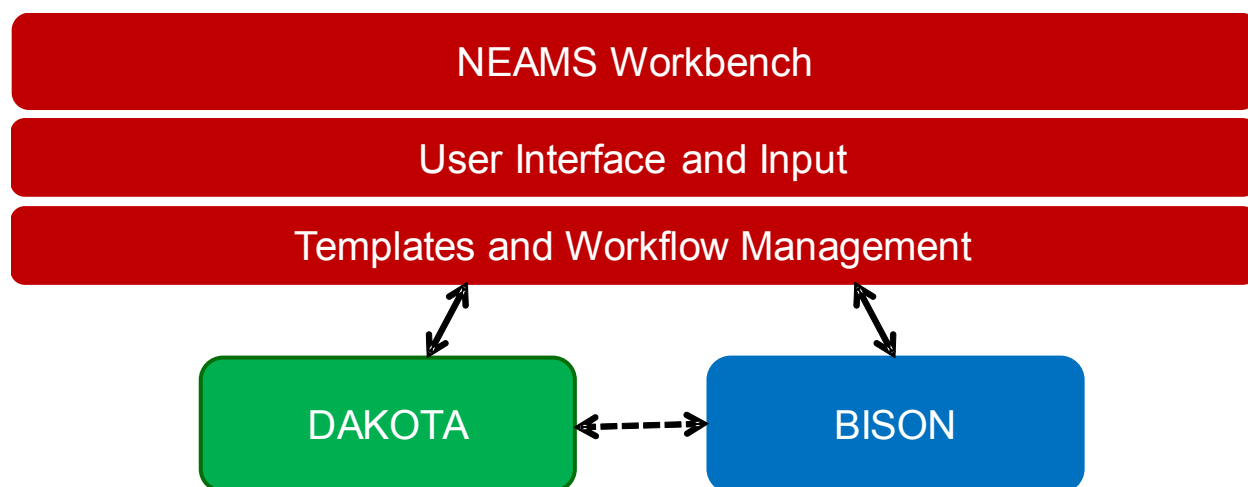 NEAMS Workbench
User Interface and Input
Templates and Workflow Management
DAKOTA
BISON